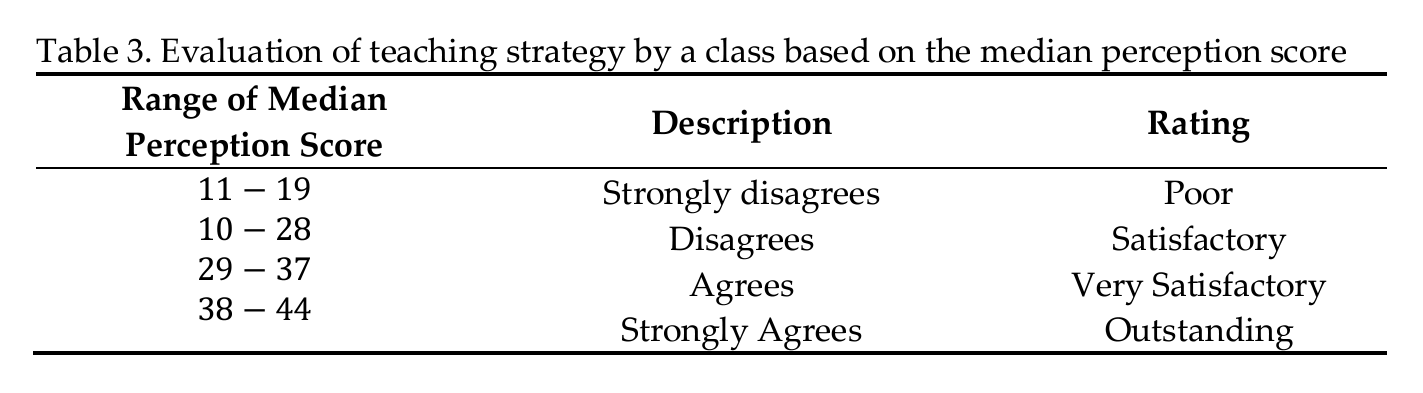 Table 3. Evaluation of teaching strategy by a class based on the median perception score
Range of Median Perception Score Description Rating
11 − 19 Strongly disagrees Poor
10 − 28 Disagrees Satisfactory
29 − 37 Agrees Very Satisfactory
38 − 44 Strongly Agrees Outstanding